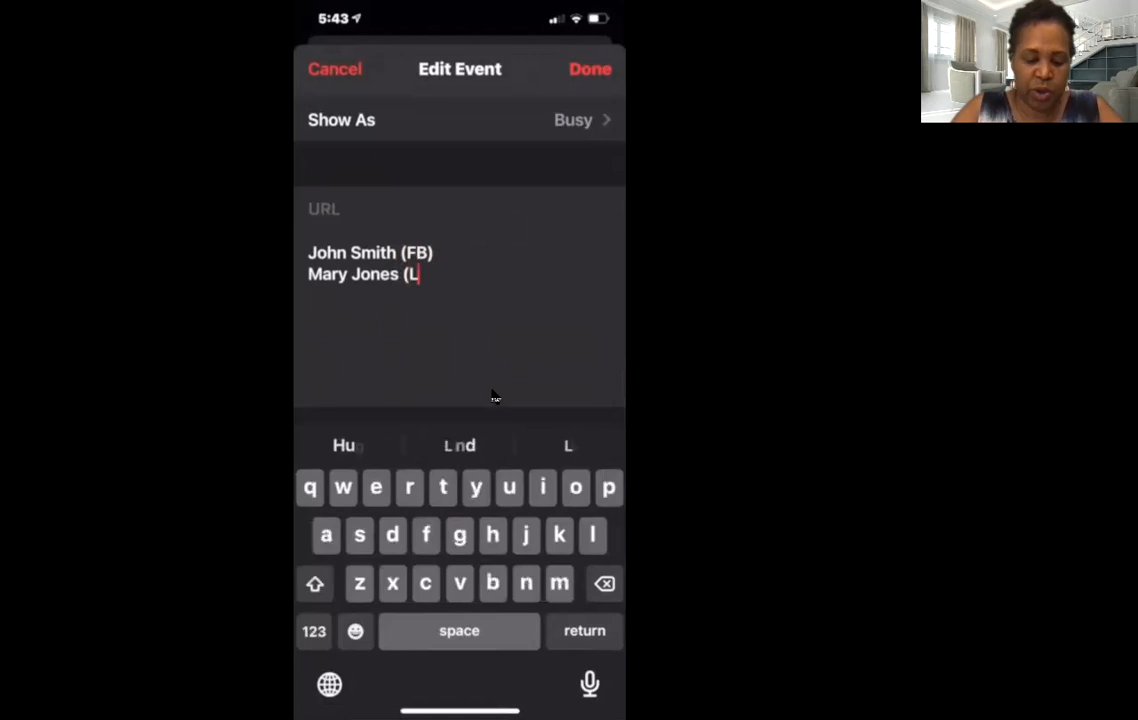 5:43
Cancel Edit Event Done
Show As Busy
URL
John Smith (FB)
Mary Jones (L
Hu L nd L
q w e r t y u i o p
a s d f g h j k l
z x c v b n m
123 space return